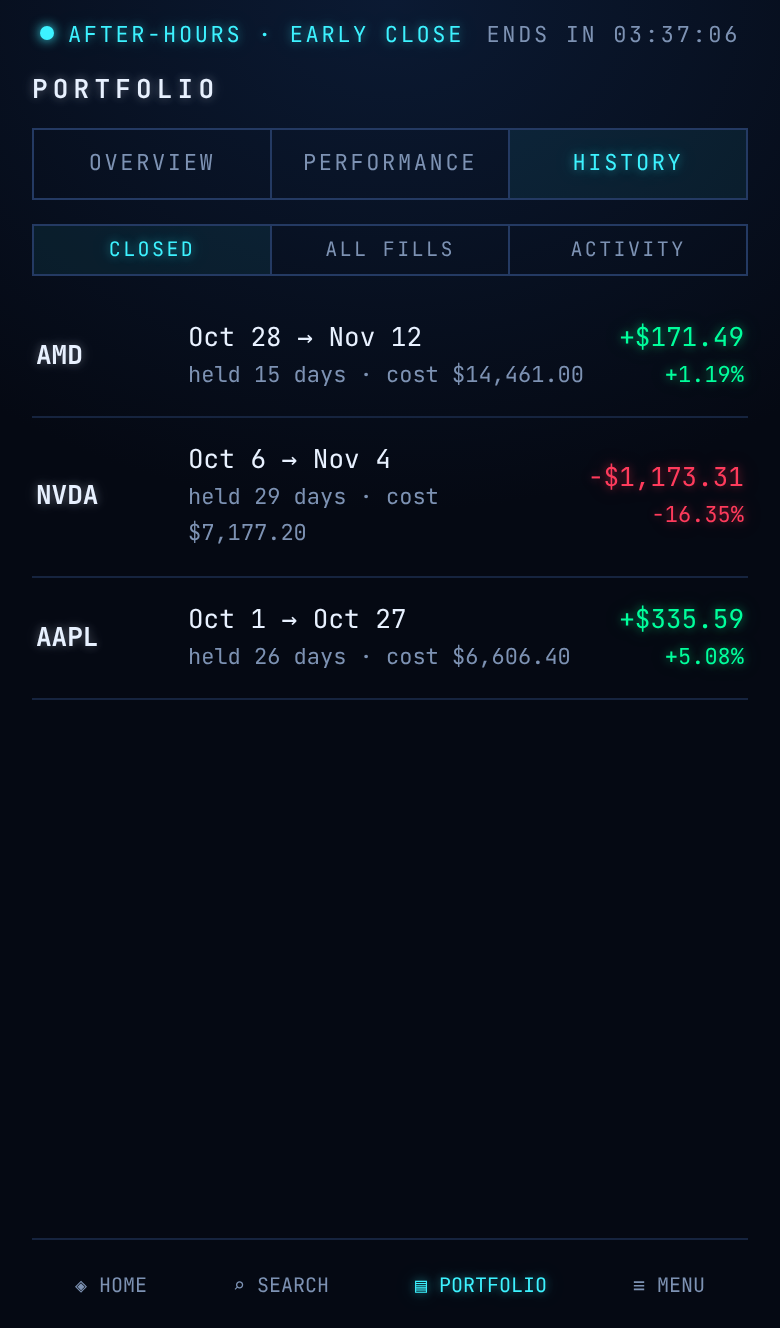 AFTER-HOURS · EARLY CLOSE ENDS IN 03:37:06
PORTFOLIO
OVERVIEW PERFORMANCE HISTORY
CLOSED ALL FILLS ACTIVITY
AMD
Oct 28 → Nov 12
held 15 days · cost $14,461.00
+$171.49
+1.19%
NVDA
Oct 6 → Nov 4
held 29 days · cost
$7,177.20
-$1,173.31
-16.35%
AAPL
Oct 1 → Oct 27
held 26 days · cost $6,606.40
+$335.59
+5.08%
◈ HOME ⌕ SEARCH ▤ PORTFOLIO ≡ MENU